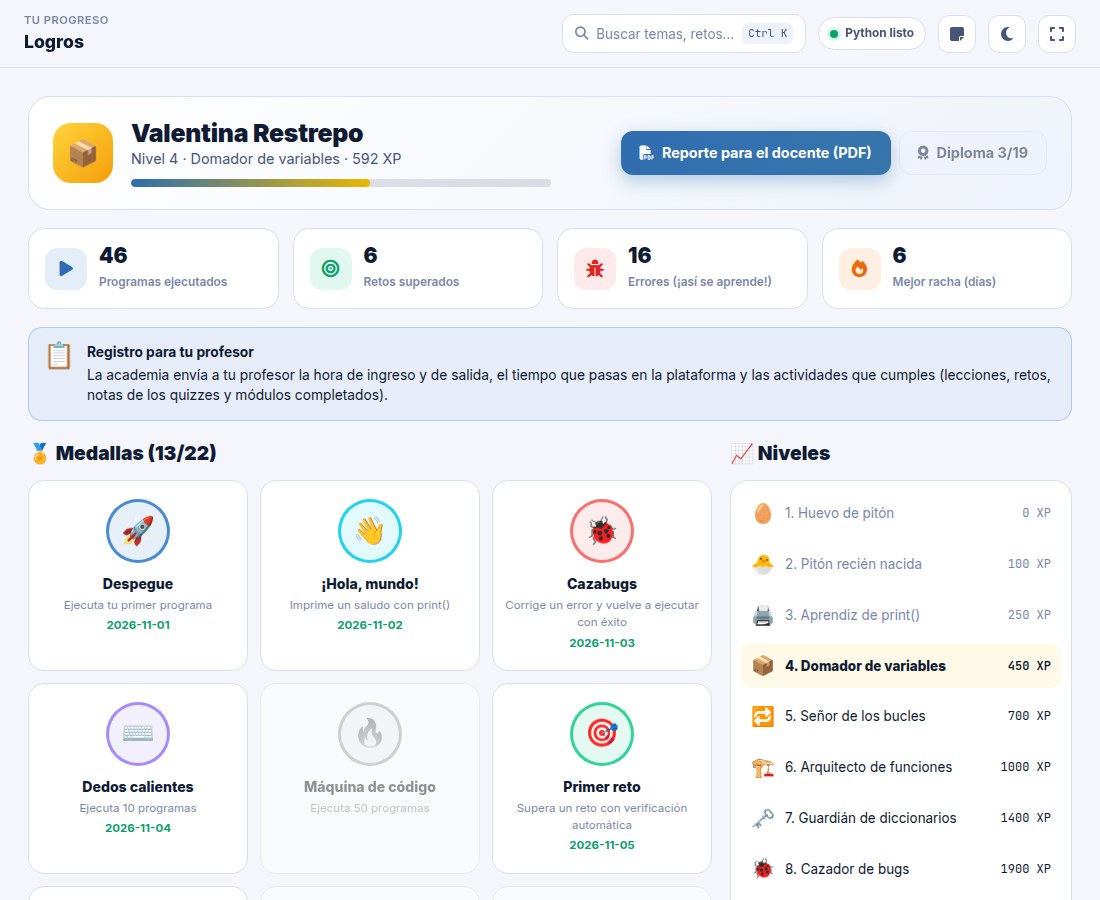 TU PROGRESO
Logros
Buscar temas, retos...
Ctrl K
Python listo
Valentina Restrepo
Nivel 4 · Domador de variables · 592 XP
PDF
Reporte para el docente (PDF)
Diploma 3/19
46
Programas ejecutados
6
Retos superados
16
Errores (¡así se aprende!)
6
Mejor racha (días)
Registro para tu profesor
La academia envía a tu profesor la hora de ingreso y de salida, el tiempo que pasas en la plataforma y las actividades que cumples (lecciones, retos,
notas de los quizzes y módulos completados).
Medallas (13/22)
Despegue
Ejecuta tu primer programa
2026-11-01
¡Hola, mundo!
Imprime un saludo con print()
2026-11-02
Cazabugs
Corrige un error y vuelve a ejecutar
con éxito
2026-11-03
Dedos calientes
Ejecuta 10 programas
2026-11-04
Máquina de código
Ejecuta 50 programas
Primer reto
Supera un reto con verificación
automática
2026-11-05
Niveles
1. Huevo de pitón
0 XP
2. Pitón recién nacida
100 XP
3. Aprendiz de print()
250 XP
4. Domador de variables
450 XP
5. Señor de los bucles
700 XP
6. Arquitecto de funciones
1000 XP
7. Guardián de diccionarios
1400 XP
8. Cazador de bugs
1900 XP